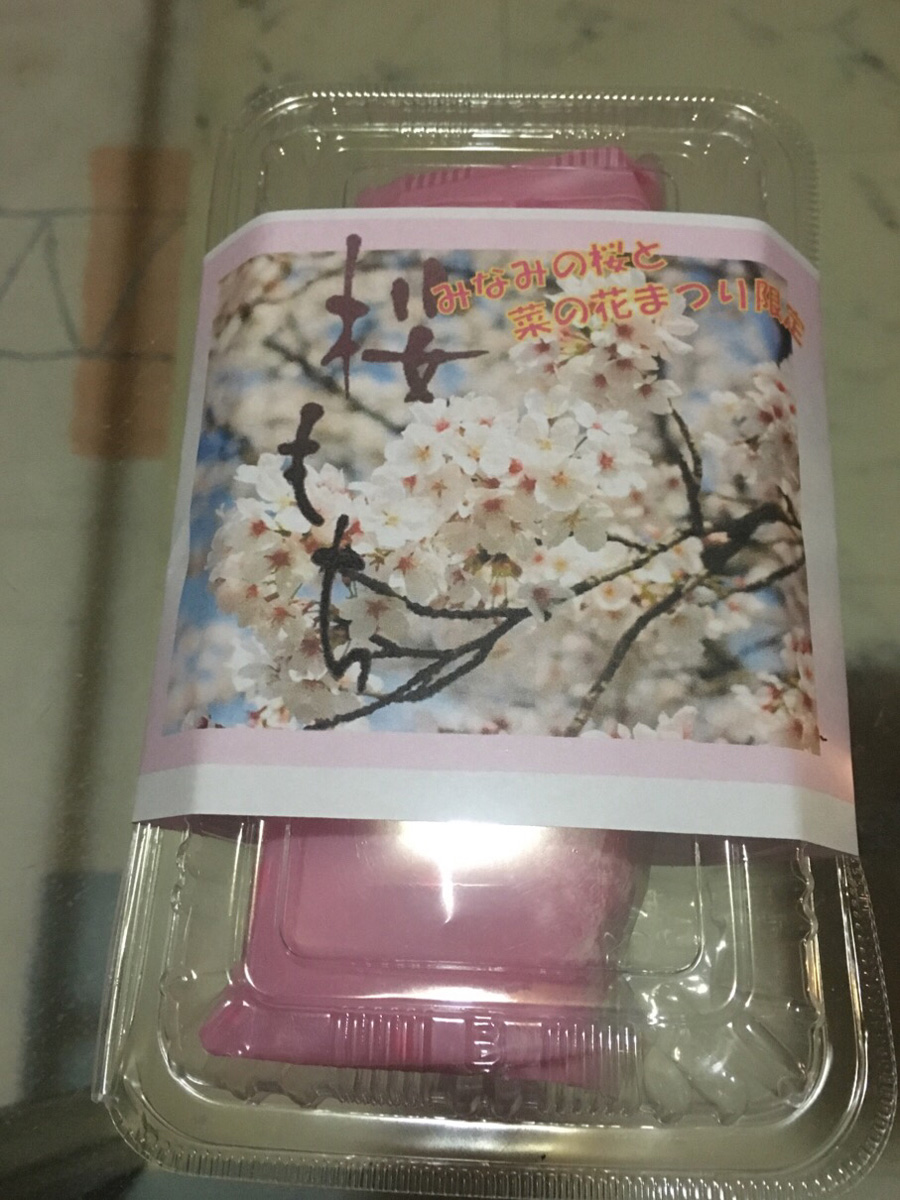 桜もち
みなみの桜と
菜の花まつり限定